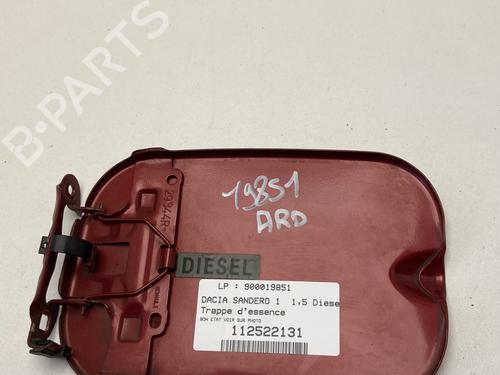 B-PARTS
19851
ARD
39944R
DIESEL
LP : 900019851
DACIA SANDERO 1 1,5 Diese
Trappe d'essence
BON ETAT VOIR SUR PHOTO
112522131